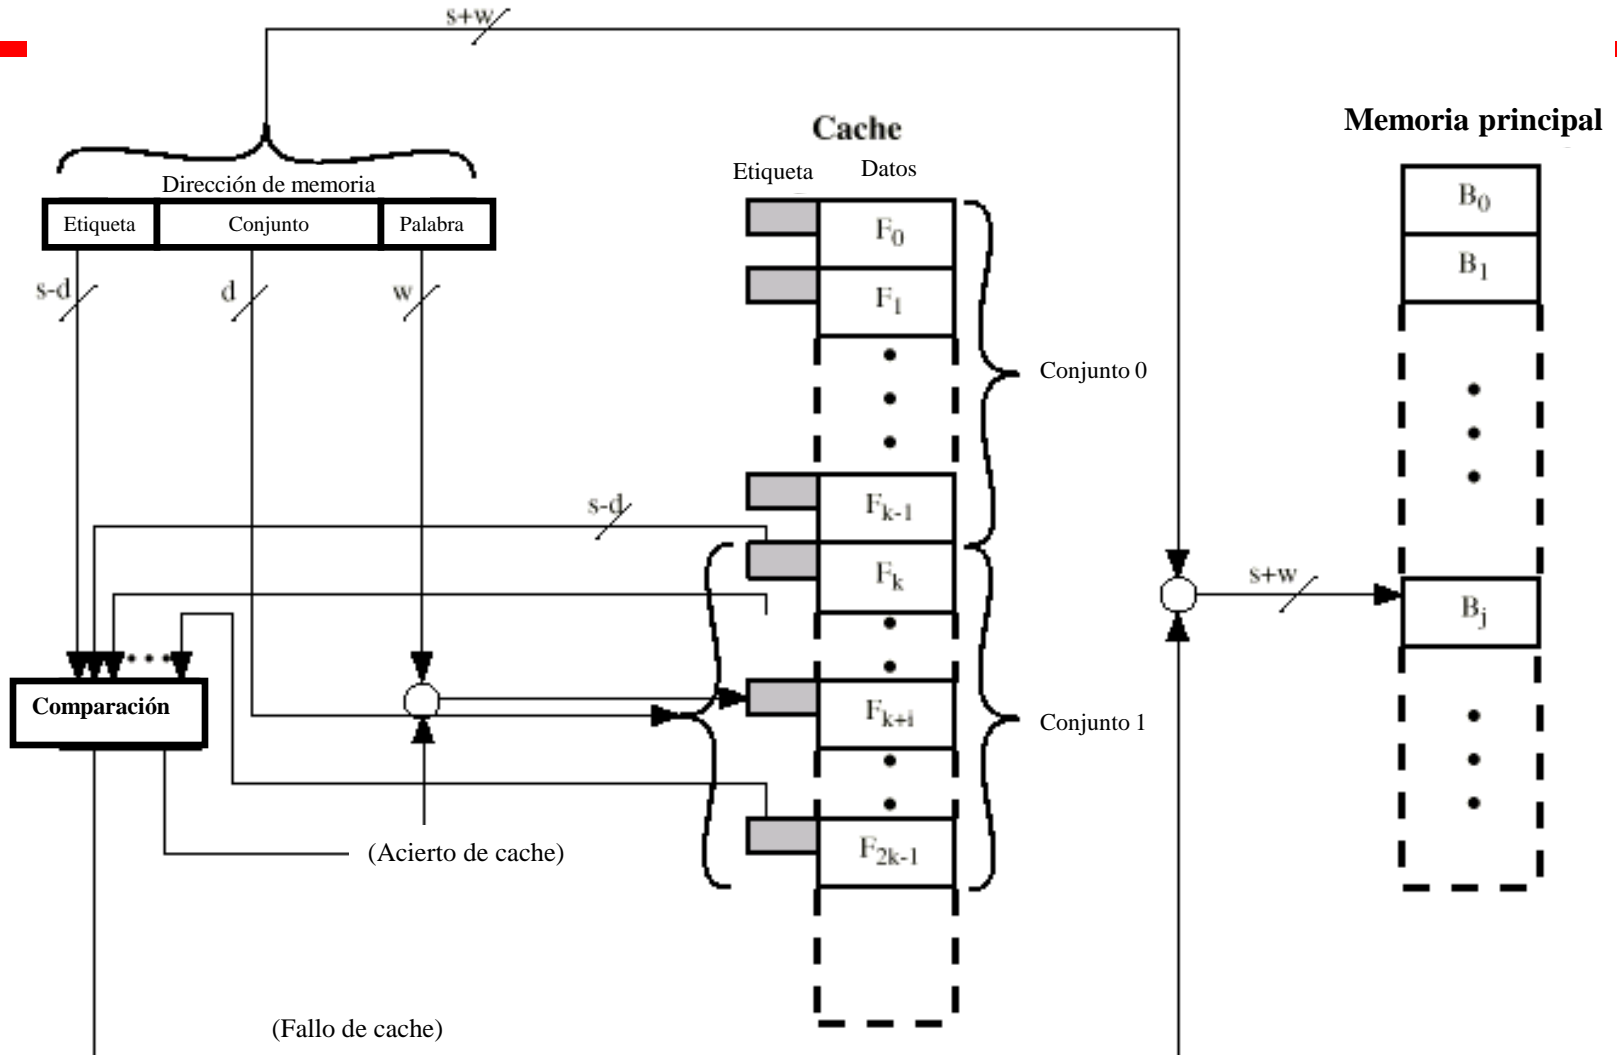 s+w
Cache
Memoria principal
Etiqueta
Datos
Dirección de memoria
Etiqueta
Conjunto
Palabra
s-d
d
w
F0
F1
Conjunto 0
B0
B1
s-d
Fk-1
Fk
s+w
Bj
Comparación
Fk+i
Conjunto 1
(Acierto de cache)
F2k-1
(Fallo de cache)